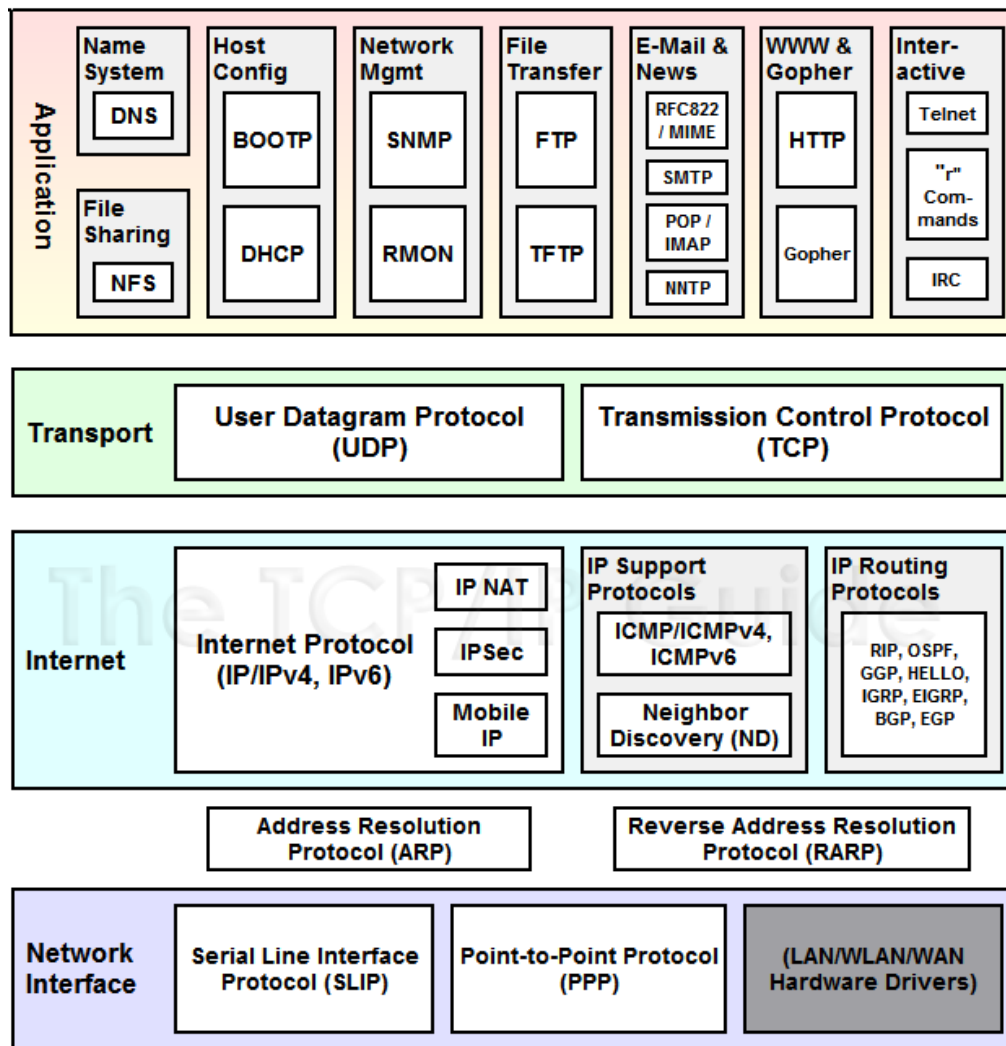 Application
Name
System
DNS
File
Sharing
NFS
Host
Config
BOOTP
DHCP
Network
Mgmt
SNMP
RMON
File
Transfer
FTP
TFTP
E-Mail &
News
RFC822
/ MIME
SMTP
POP /
IMAP
NNTP
WWW &
Gopher
HTTP
Gopher
Inter-
active
Telnet
"r"
Com-
mands
IRC
Transport
User Datagram Protocol
(UDP)
Transmission Control Protocol
(TCP)
The TCP/IP Guide
Internet
Internet Protocol
(IP/IPv4, IPv6)
IP NAT
IPSec
Mobile
IP
IP Support
Protocols
ICMP/ICMPv4,
ICMPv6
Neighbor
Discovery (ND)
IP Routing
Protocols
RIP, OSPF,
GGP, HELLO,
IGRP, EIGRP,
BGP, EGP
Address Resolution
Protocol (ARP)
Reverse Address Resolution
Protocol (RARP)
Network
Interface
Serial Line Interface
Protocol (SLIP)
Point-to-Point Protocol
(PPP)
(LAN/WLAN/WAN
Hardware Drivers)